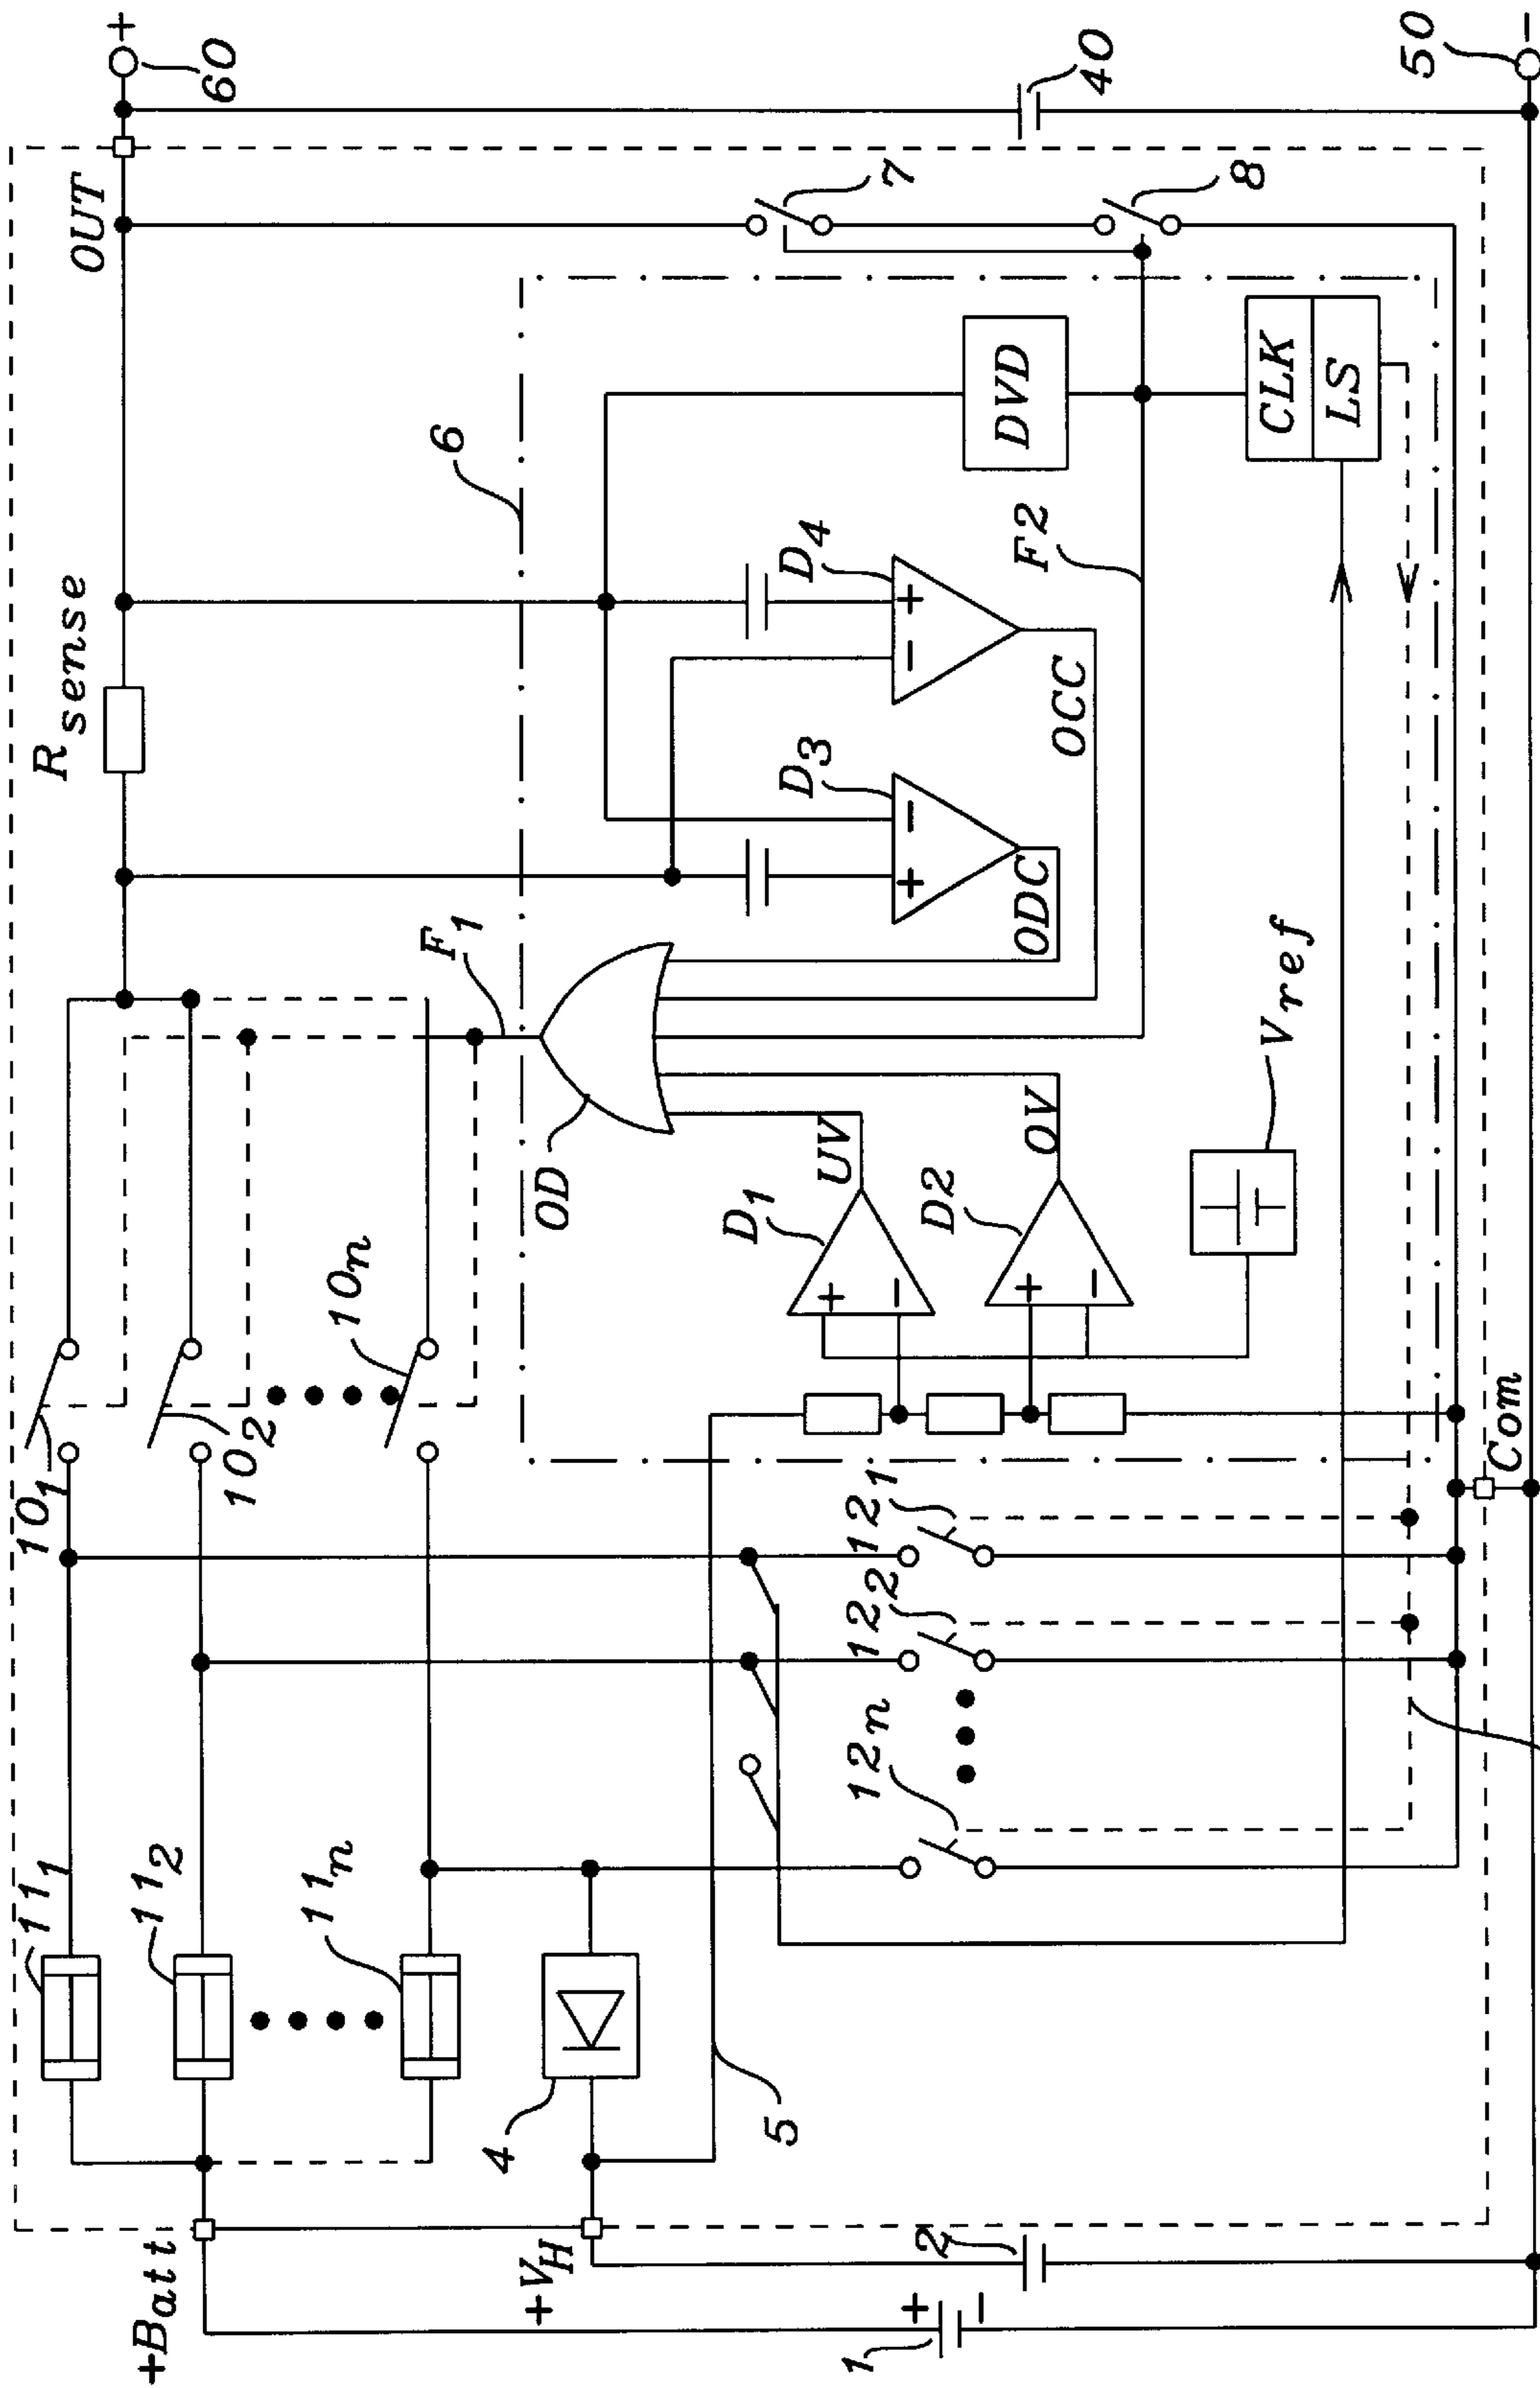 +
60
OUT
40
-
50
7
8
R sense
6
DVD
CLK
LS
D4
+
-
F2
OCC
D3
-
+
ODC
F1
OD
UV
OV
D1
+
-
D2
+
-
Vref
10₁
10₂
10n
Com
12₁
12₂
12n
11₁
11₂
11n
4
5
+Batt
+VH
2
1
+
-